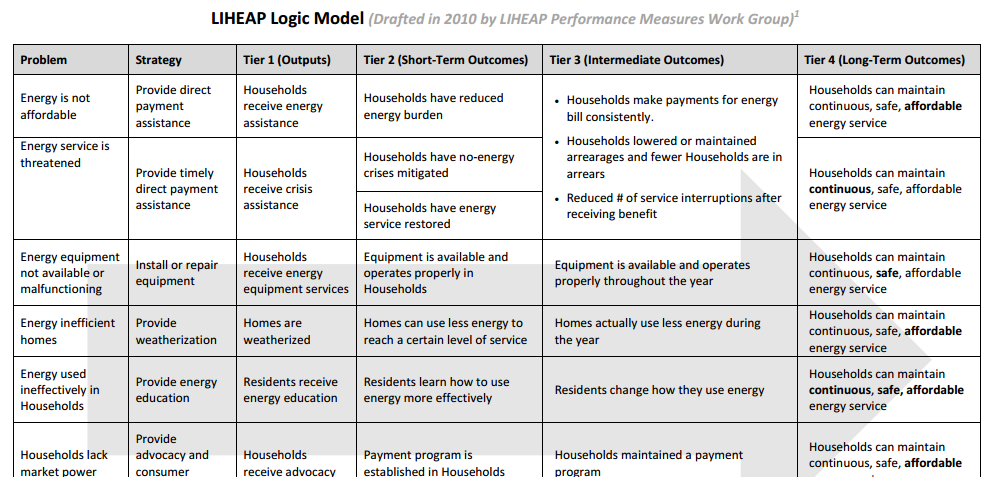 LIHEAP Logic Model (Drafted in 2010 by LIHEAP Performance Measures Work Group)1
Problem
Strategy
Tier 1 (Outputs)
Tier 2 (Short-Term Outcomes)
Tier 3 (Intermediate Outcomes)
Tier 4 (Long-Term Outcomes)
Energy is not
affordable
Provide direct
payment
assistance
Households
receive energy
assistance
Households have reduced
energy burden
• Households make payments for energy
bill consistently.
• Households lowered or maintained
arrearages and fewer Households are in
arrears
• Reduced # of service interruptions after
receiving benefit
Households can maintain
continuous, safe, affordable
energy service
Energy service is
threatened
Provide timely
direct payment
assistance
Households
receive crisis
assistance
Households have no-energy
crises mitigated
Households have energy
service restored
Households can maintain
continuous, safe, affordable
energy service
Energy equipment
not available or
malfunctioning
Install or repair
equipment
Households
receive energy
equipment services
Equipment is available and
operates properly in
Households
Equipment is available and operates
properly throughout the year
Households can maintain
continuous, safe, affordable
energy service
Energy inefficient
homes
Provide
weatherization
Homes are
weatherized
Homes can use less energy to
reach a certain level of service
Homes actually use less energy during
the year
Households can maintain
continuous, safe, affordable
energy service
Energy used
ineffectively in
Households
Provide energy
education
Residents receive
energy education
Residents learn how to use
energy more effectively
Residents change how they use energy
Households can maintain
continuous, safe, affordable
energy service
Households lack
market power
Provide
advocacy and
consumer
Households
receive advocacy
Payment program is
established in Households
Households maintained a payment
program
Households can maintain
continuous, safe, affordable